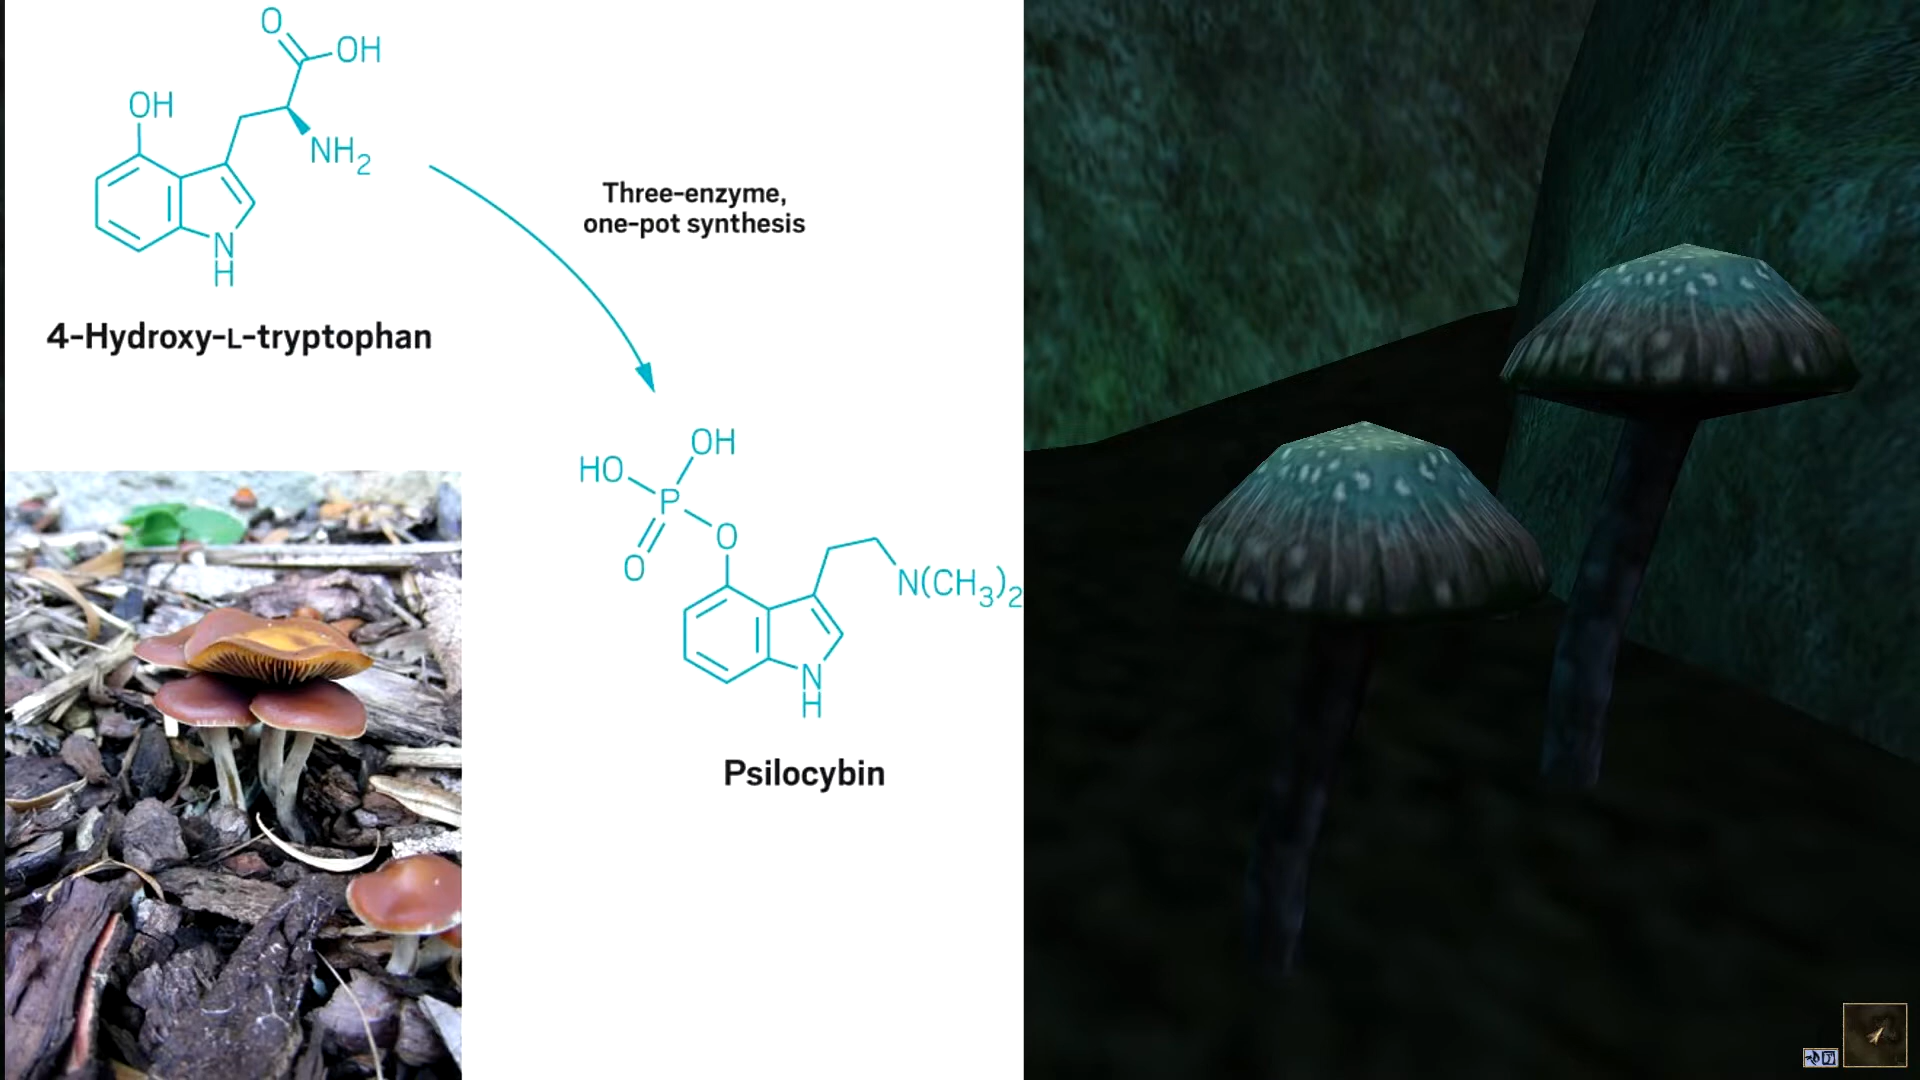 O
OH
OH
NH2
N
H
4-Hydroxy-L-tryptophan
Three-enzyme,
one-pot synthesis
OH
HO
P
O
O
N(CH3)2
N
H
Psilocybin